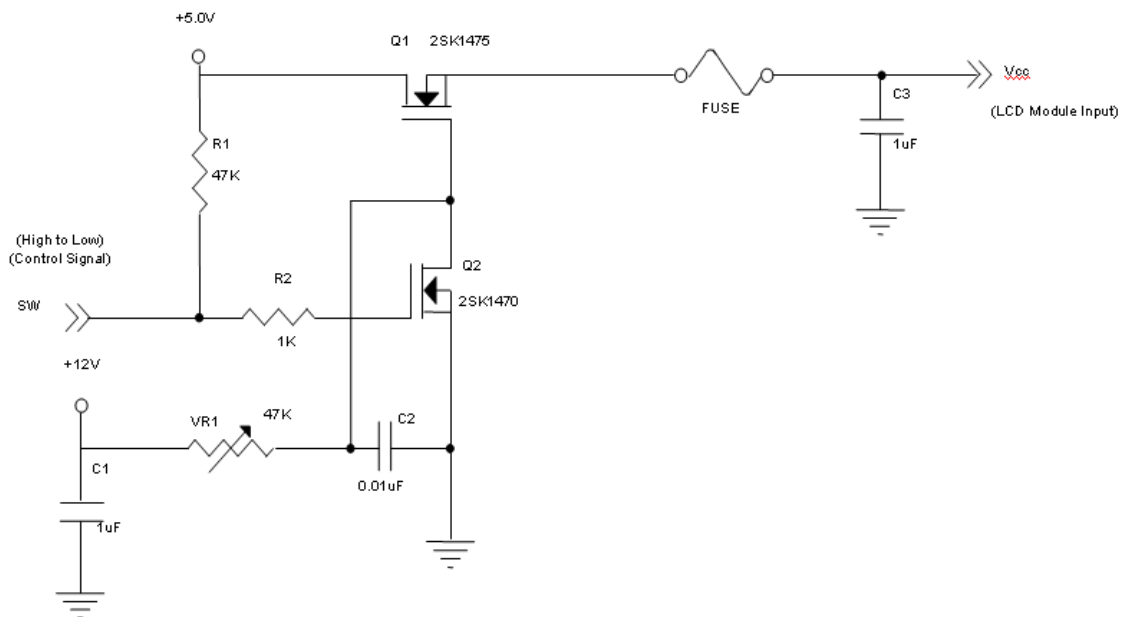 +5.0V
Q1 2SK1475
Vcc
C3
FUSE
(LCD Module Input)
R1
1uF
47K
(High to Low)
(Control Signal)
Q2
R2
SW
2SK1470
1K
+12V
47K
VR1
C2
C1
0.01uF
1uF